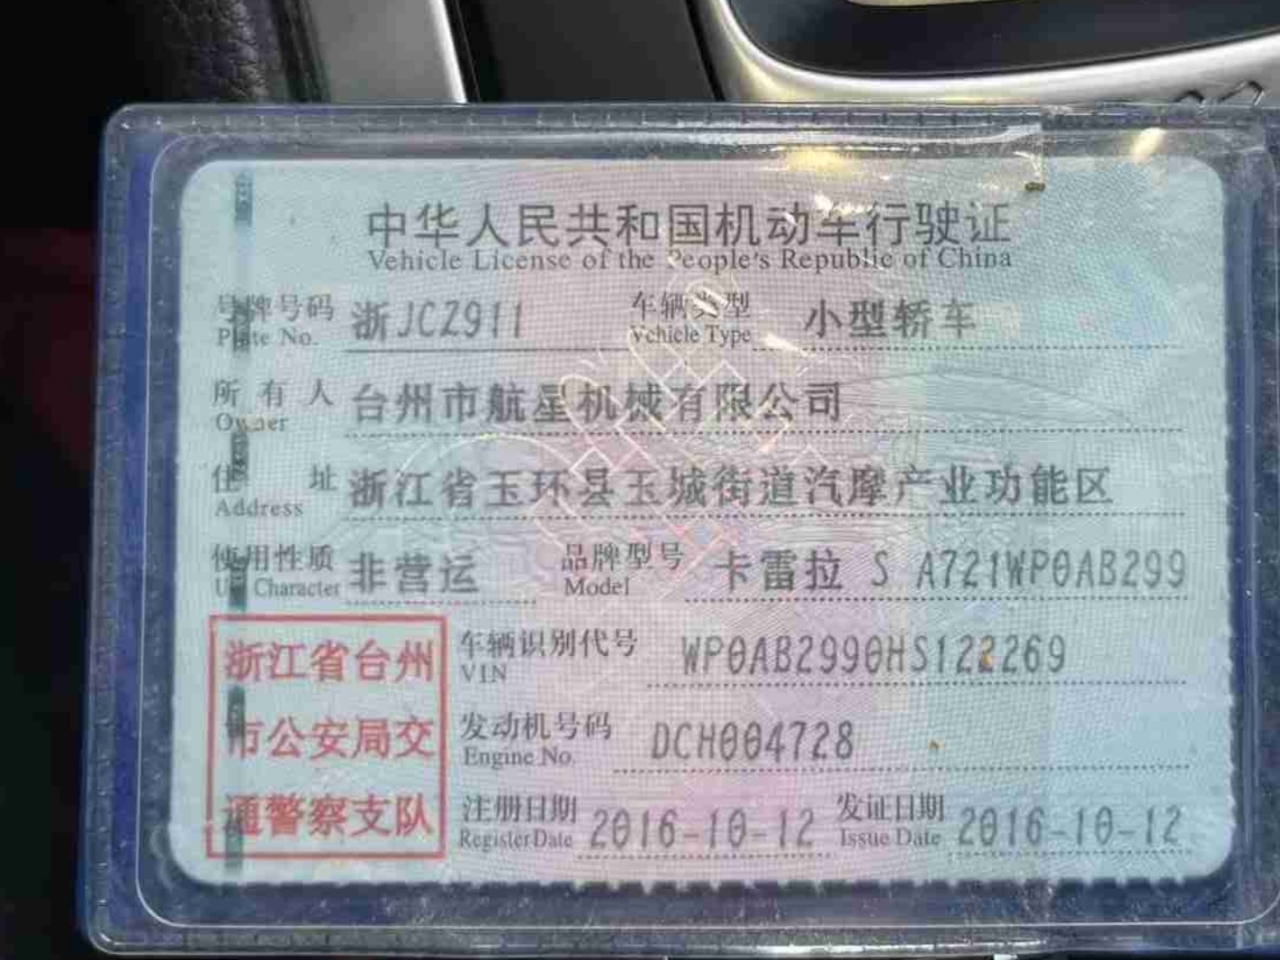 中华人民共和国机动车行驶证
Vehicle License of the People's Republic of China
号牌号码 浙JCZ911 车辆类型 小型轿车
Plate No. Vehicle Type
所有人 台州市航星机械有限公司
Owner
住址 浙江省玉环县玉城街道汽摩产业功能区
Address
使用性质 非营运 品牌型号 卡雷拉 S A721WP0AB299
Use Character Model
浙江省台州 车辆识别代号 WP0AB2990HS122269
VIN
市公安局交 发动机号码 DCH004728
Engine No.
通警察支队 注册日期 2016-10-12 发证日期 2016-10-12
Register Date Issue Date